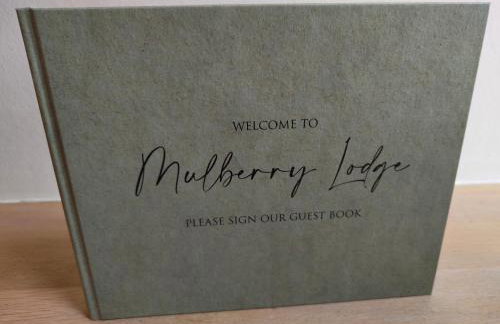 WELCOME TO
Mulberry Lodge
PLEASE SIGN OUR GUEST BOOK